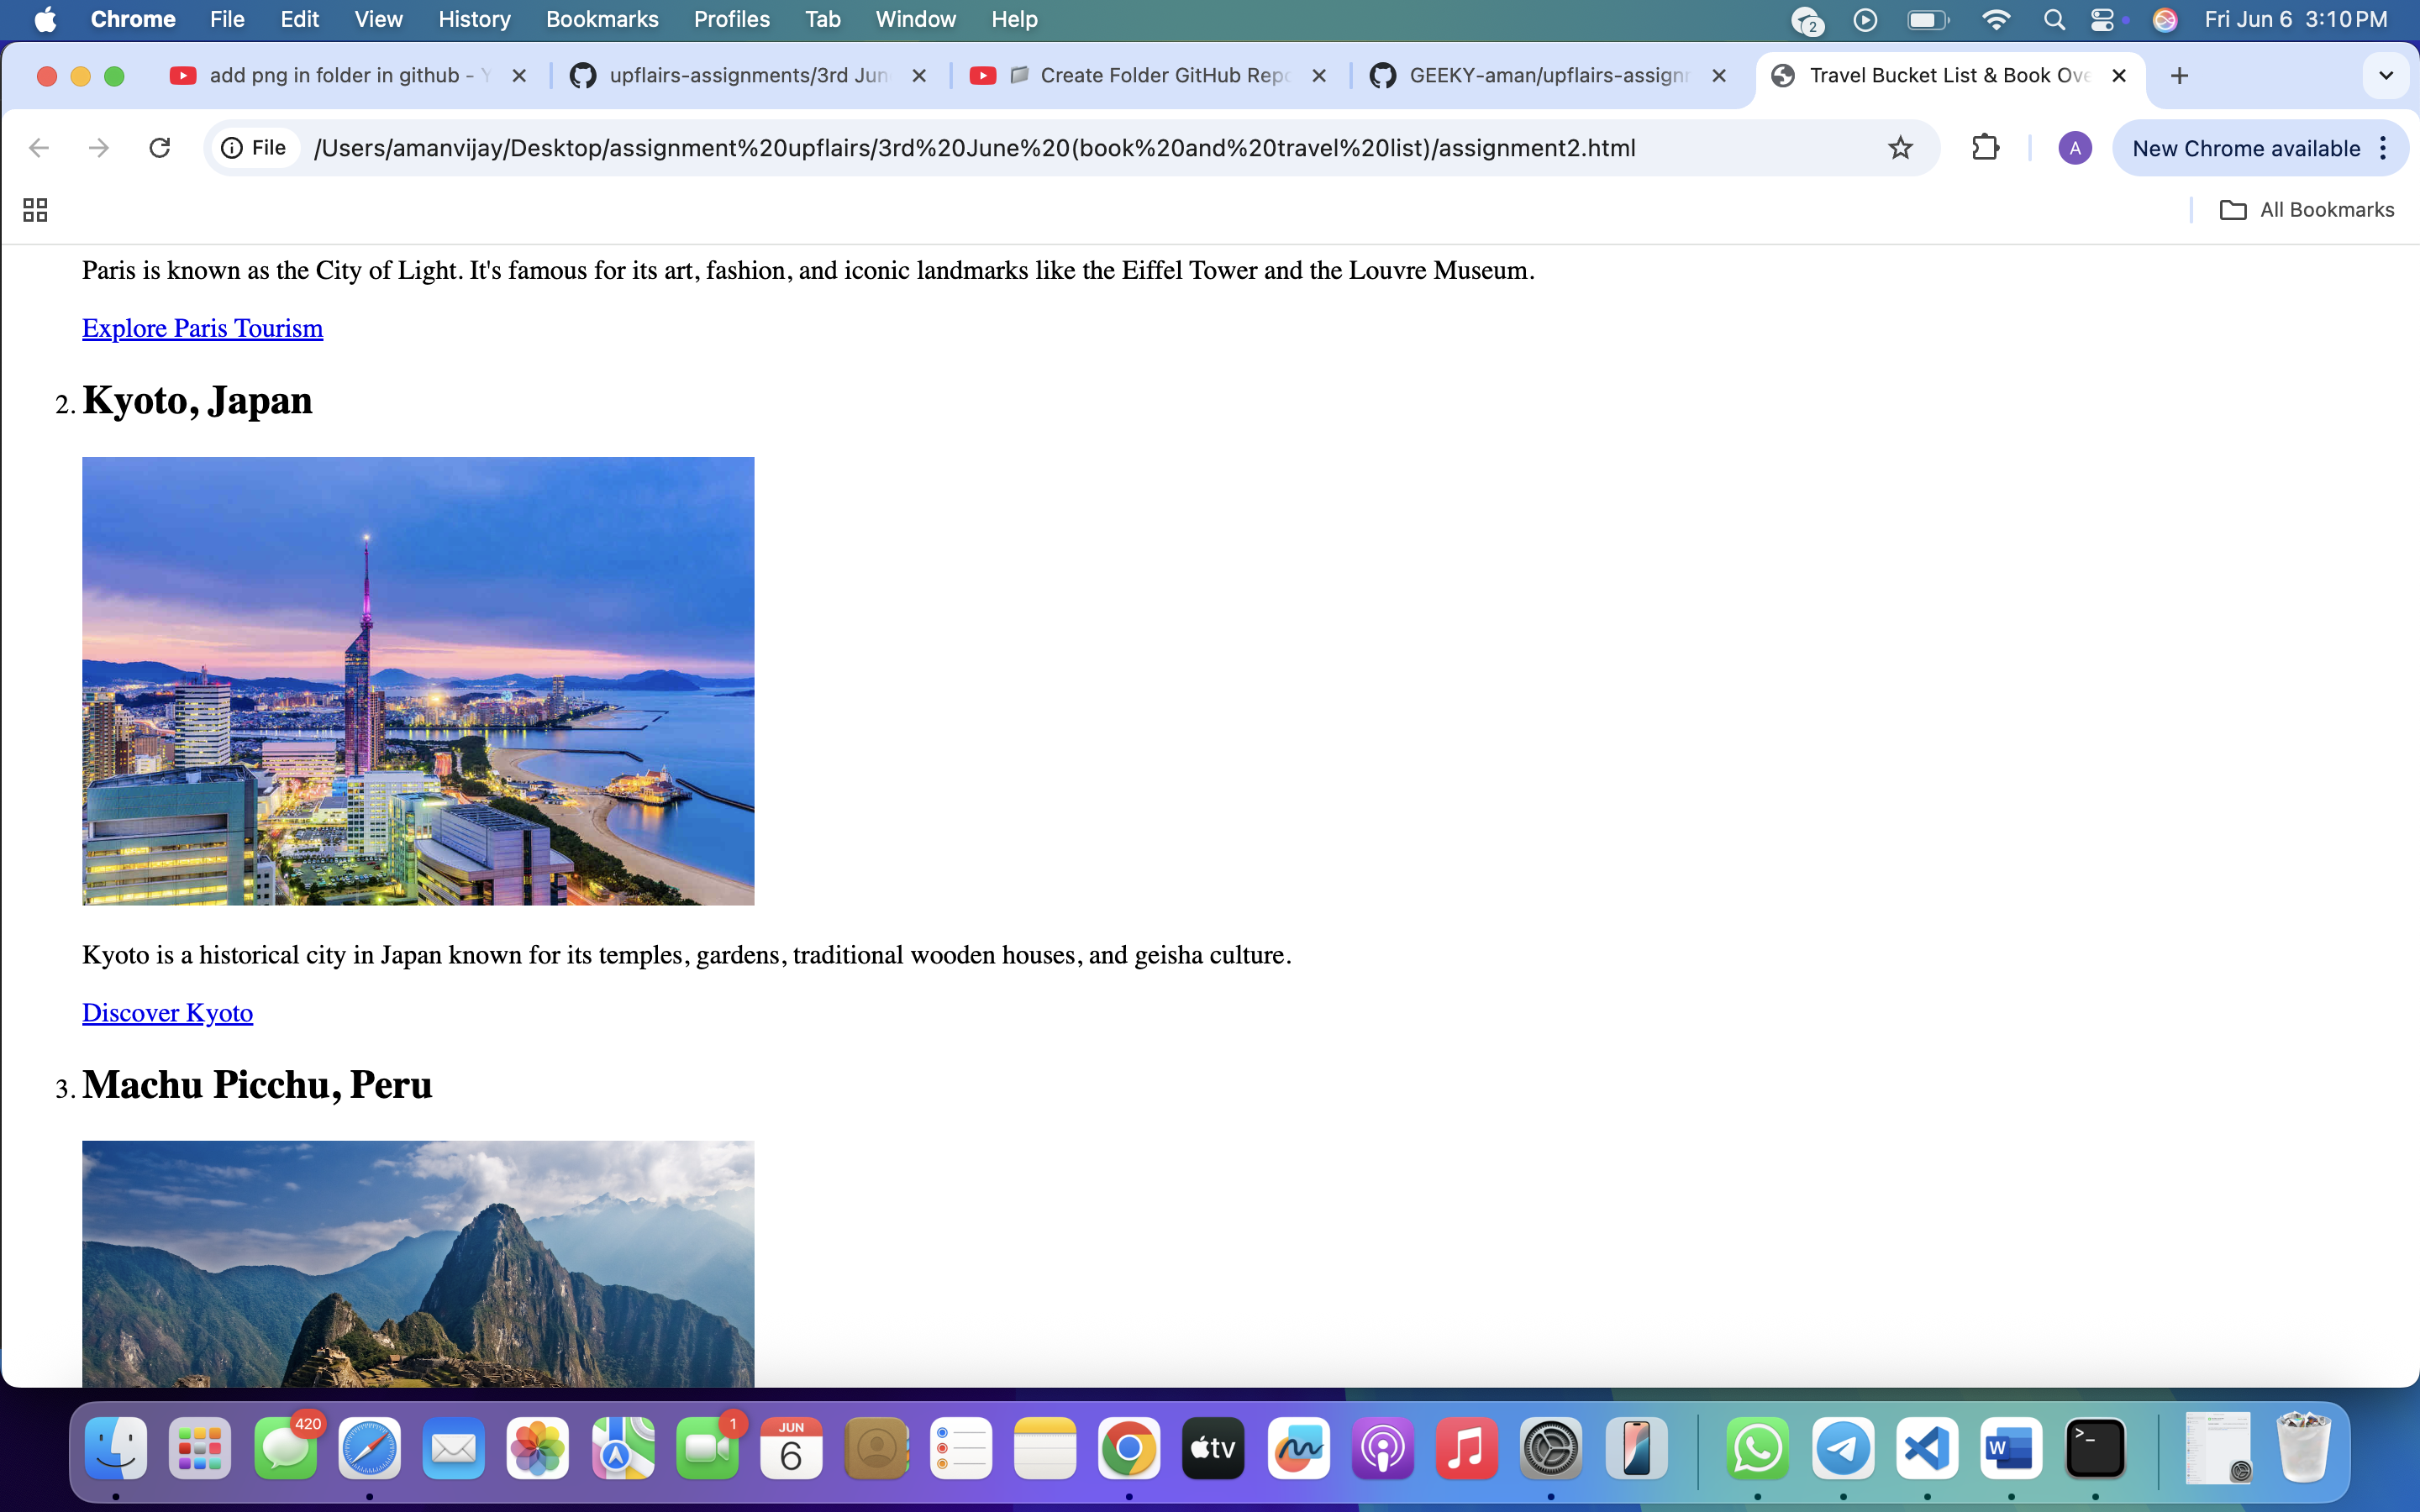 Chrome File Edit View History Bookmarks Profiles Tab Window Help 2 Fri Jun 6 3:10 PM
add png in folder in github - upflairs-assignments/3rd Jun Create Folder GitHub Repo GEEKY-aman/upflairs-assignm Travel Bucket List & Book Ove
File /Users/amanvijay/Desktop/assignment%20upflairs/3rd%20June%20(book%20and%20travel%20list)/assignment2.html A New Chrome available
All Bookmarks
Paris is known as the City of Light. It's famous for its art, fashion, and iconic landmarks like the Eiffel Tower and the Louvre Museum.
Explore Paris Tourism
2. Kyoto, Japan
Kyoto is a historical city in Japan known for its temples, gardens, traditional wooden houses, and geisha culture.
Discover Kyoto
3. Machu Picchu, Peru
420 1 JUN 6 tv W >_